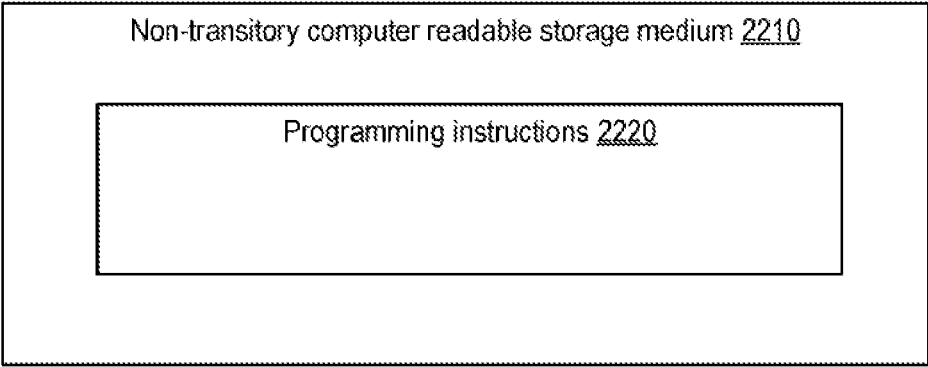 Non-transitory computer readable storage medium 2210
Programming instructions 2220